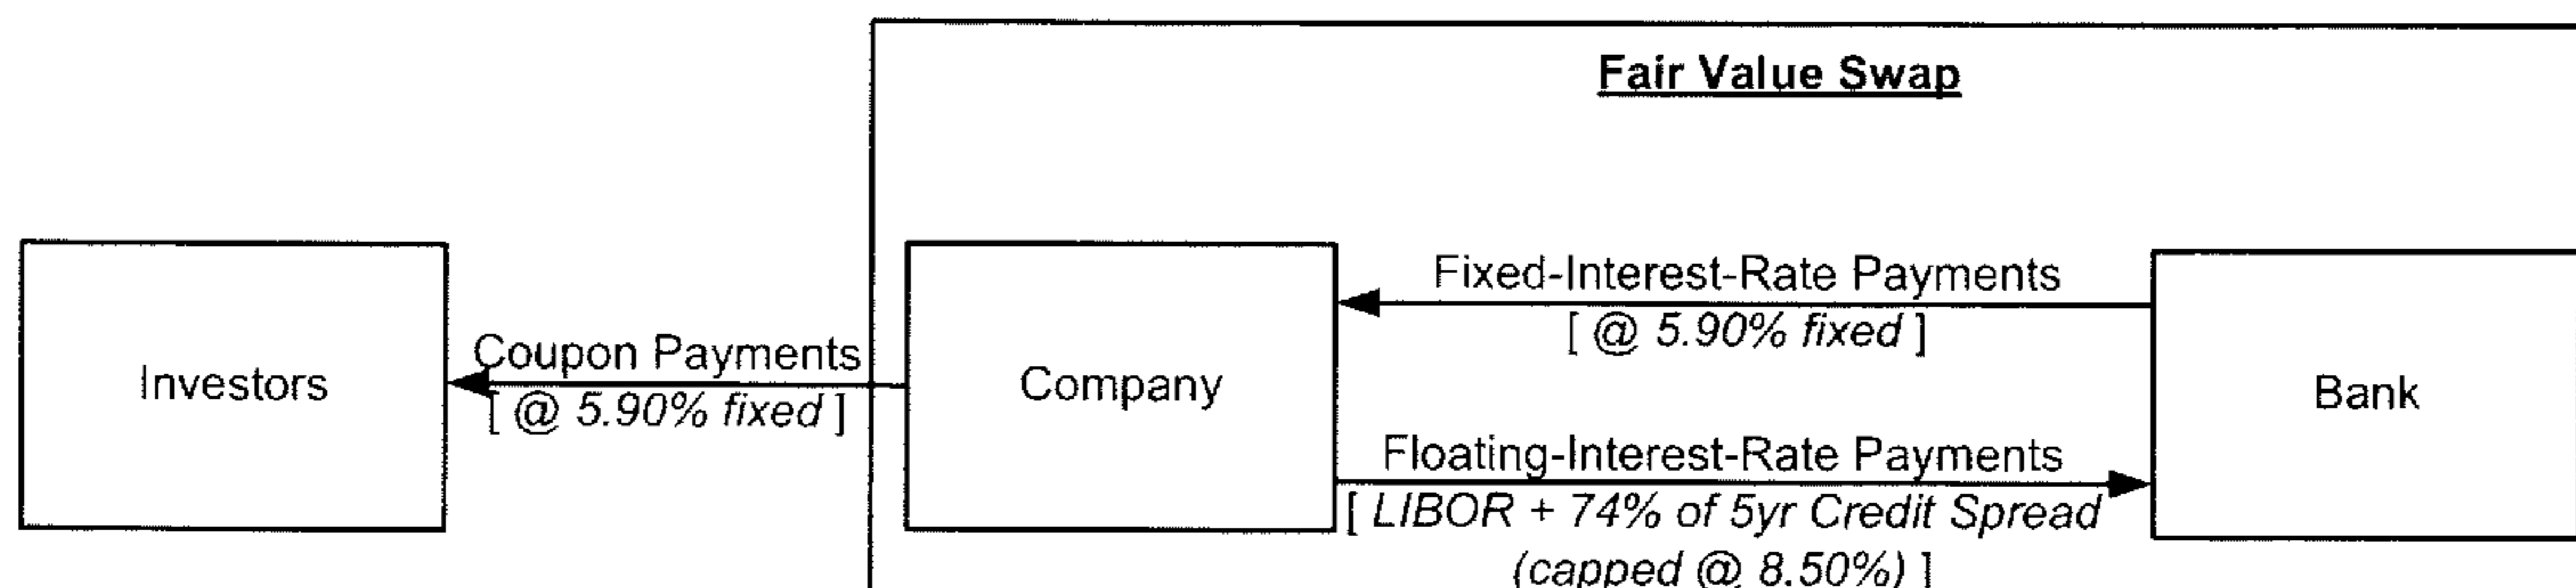 Fair Value Swap
Investors
Coupon Payments
[ @ 5.90% fixed ]
Company
Fixed-Interest-Rate Payments
[ @ 5.90% fixed ]
Floating-Interest-Rate Payments
[ LIBOR + 74% of 5yr Credit Spread
(capped @ 8.50%) ]
Bank